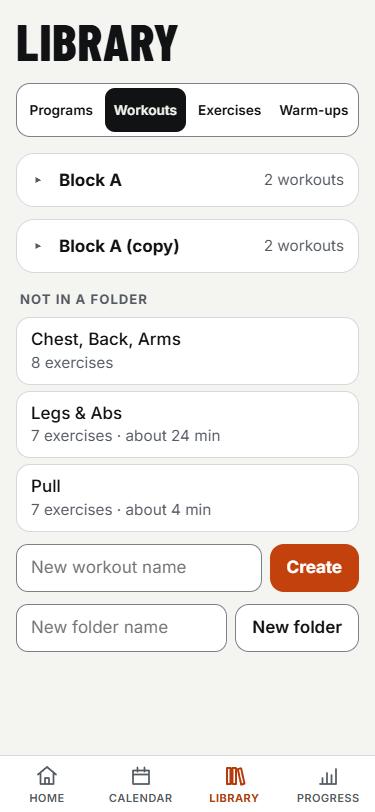 LIBRARY
Programs Workouts Exercises Warm-ups
Block A 2 workouts
Block A (copy) 2 workouts
NOT IN A FOLDER
Chest, Back, Arms
8 exercises
Legs & Abs
7 exercises · about 24 min
Pull
7 exercises · about 4 min
New workout name Create
New folder name New folder
HOME CALENDAR LIBRARY PROGRESS